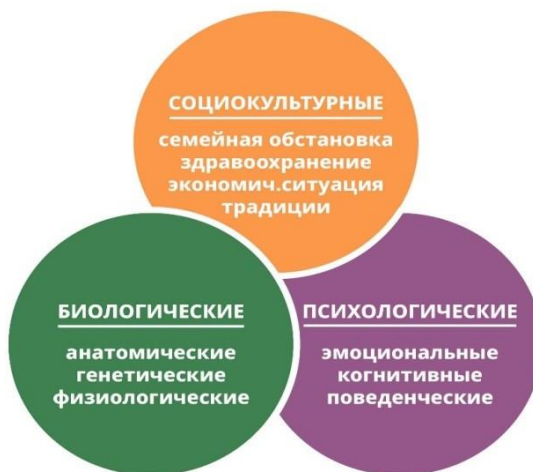 СОЦИОКУЛЬТУРНЫЕ
семейная обстановка
здравоохранение
экономич.ситуация
традиции
БИОЛОГИЧЕСКИЕ
анатомические
генетические
физиологические
ПСИХОЛОГИЧЕСКИЕ
эмоциональные
когнитивные
поведенческие